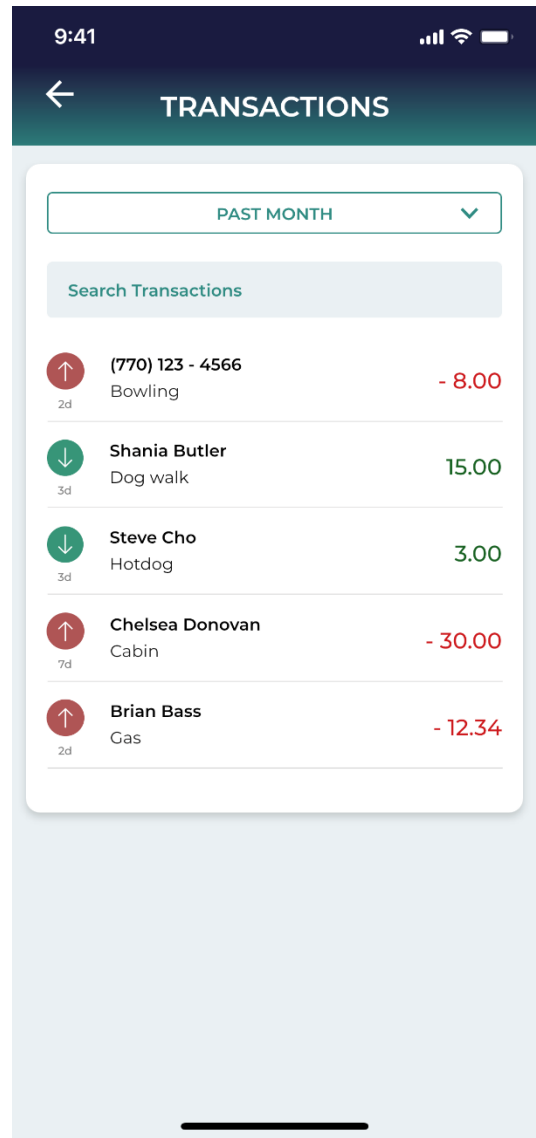 9:41
TRANSACTIONS
PAST MONTH
Search Transactions
(770) 123 - 4566
Bowling
- 8.00
2d
Shania Butler
Dog walk
15.00
3d
Steve Cho
Hotdog
3.00
3d
Chelsea Donovan
Cabin
- 30.00
7d
Brian Bass
Gas
- 12.34
2d